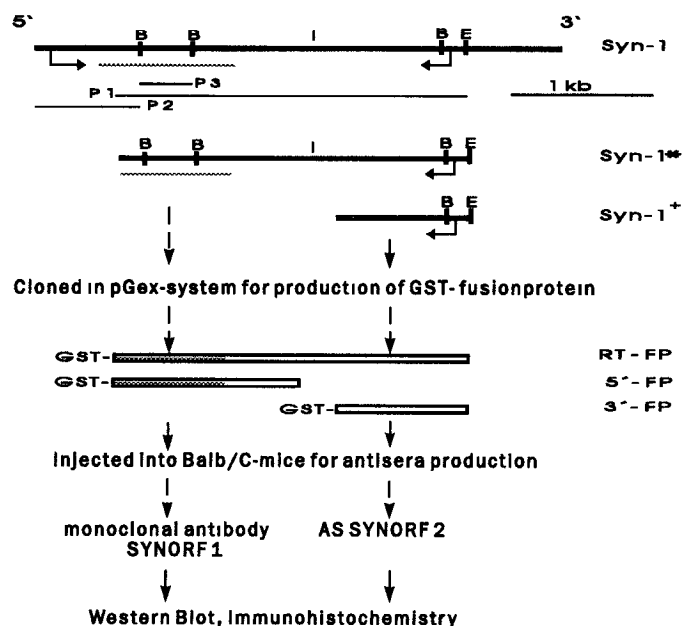 5' 3'
B B I B E Syn-1
P3
P1 1 kb
P2
B B I B E Syn-1**
B E Syn-1+
Cloned in pGex-system for production of GST-fusionprotein
GST- RT-FP
GST- 5'-FP
GST- 3'-FP
injected into Balb/C-mice for antisera production
monoclonal antibody AS SYNORF2
SYNORF1
Western Blot, Immunohistochemistry